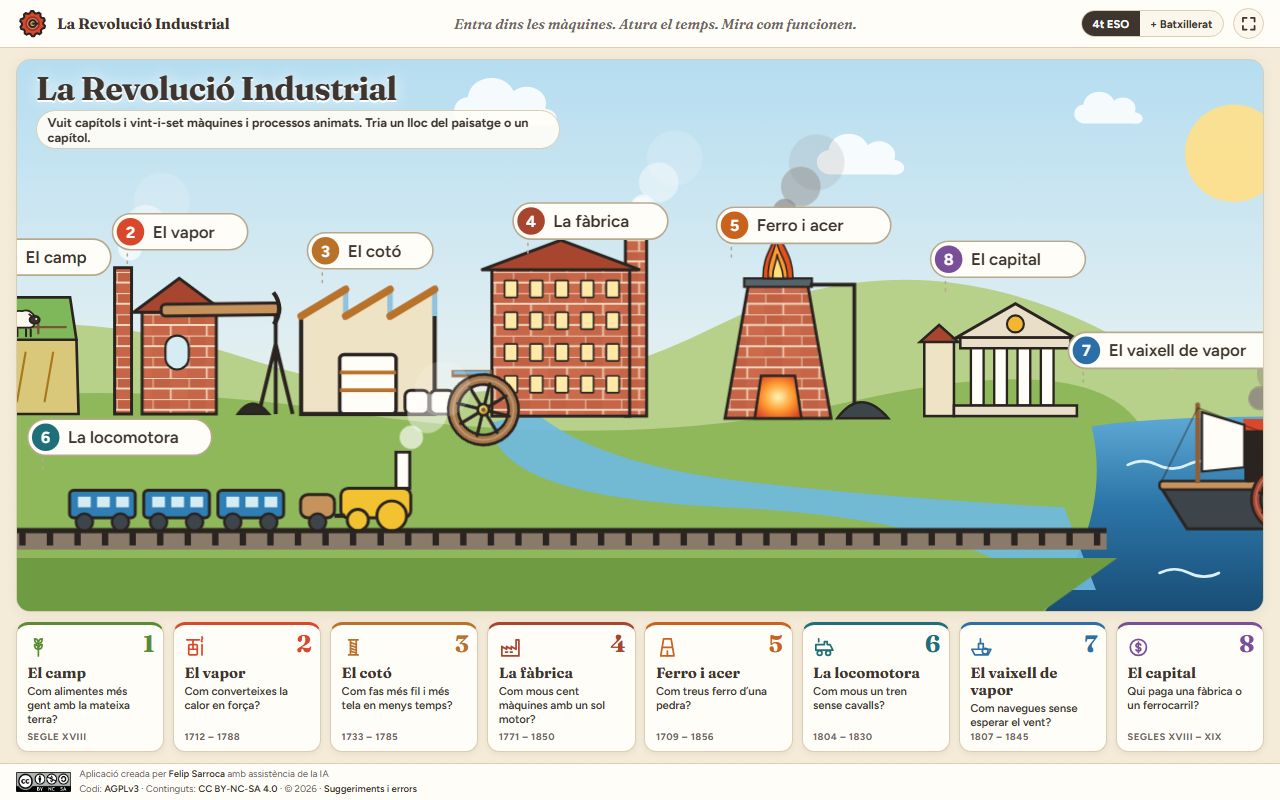 La Revolució Industrial
Entra dins les màquines. Atura el temps. Mira com funcionen.
4t ESO
+ Batxillerat
La Revolució Industrial
Vuit capítols i vint-i-set màquines i processos animats. Tria un lloc del paisatge o un
capítol.
El camp
2 El vapor
3 El cotó
4 La fàbrica
5 Ferro i acer
8 El capital
7 El vaixell de vapor
6 La locomotora
1
El camp
Com alimentes més
gent amb la mateixa
terra?
SEGLE XVIII
2
El vapor
Com converteixes la
calor en força?
1712 – 1788
3
El cotó
Com fas més fil i més
tela en menys temps?
1733 – 1785
4
La fàbrica
Com mous cent
màquines amb un sol
motor?
1771 – 1850
5
Ferro i acer
Com treus ferro d'una
pedra?
1709 – 1856
6
La locomotora
Com mous un tren
sense cavalls?
1804 – 1830
7
El vaixell de
vapor
Com navegues sense
esperar el vent?
1807 – 1845
8
El capital
Qui paga una fàbrica o
un ferrocarril?
SEGLES XVIII – XIX
cc BY NC SA
Aplicació creada per Felip Sarroca amb assistència de la IA
Codi: AGPLv3 · Continguts: CC BY-NC-SA 4.0 · © 2026 · Suggeriments i errors